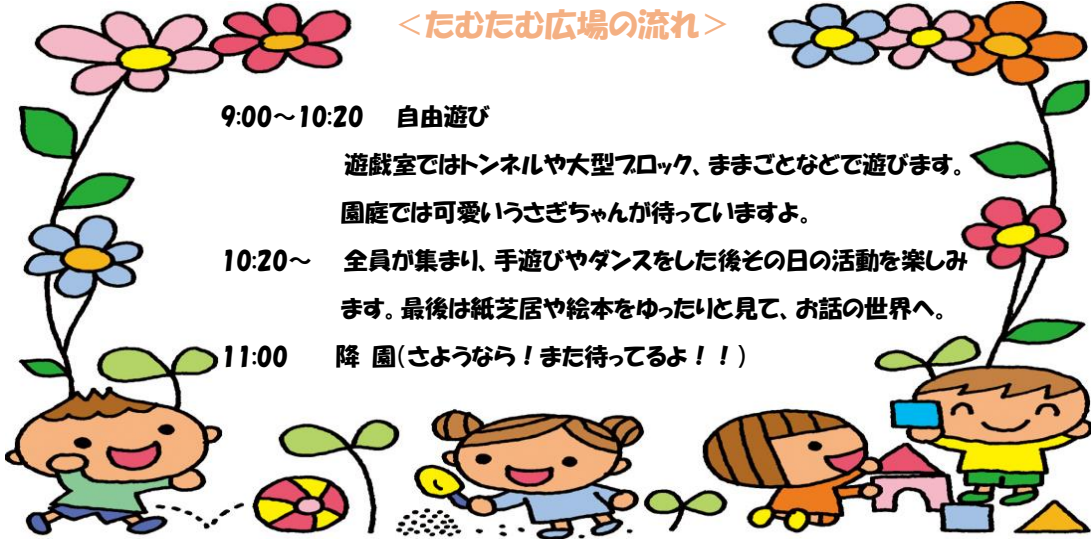 ＜たむたむ広場の流れ＞
9:00～10:20　自由遊び
遊戯室ではトンネルや大型ブロック、ままごとなどで遊びます。
園庭では可愛いうさぎちゃんが待っていますよ。
10:20～　全員が集まり、手遊びやダンスをした後その日の活動を楽しみ
ます。最後は紙芝居や絵本をゆったりと見て、お話の世界へ。
11:00　降 園(さようなら！また待ってるよ！！)